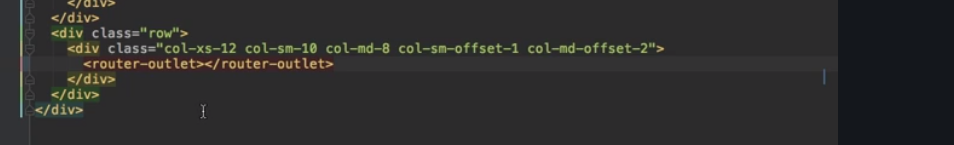 </div>
</div>
<div class="row">
<div class="col-xs-12 col-sm-10 col-md-8 col-sm-offset-1 col-md-offset-2">
<router-outlet></router-outlet>
</div>
</div>
</div>